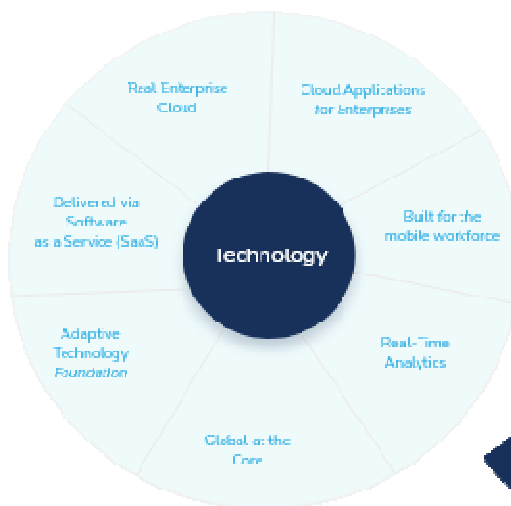 Real Enterprise
Cloud
Cloud Applications
for Enterprises
Delivered via
Software
as a Service (SaaS)
Technology
Built for the
mobile workforce
Adaptive
Technology
Foundation
Real-Time
Analytics
Global at the
Core